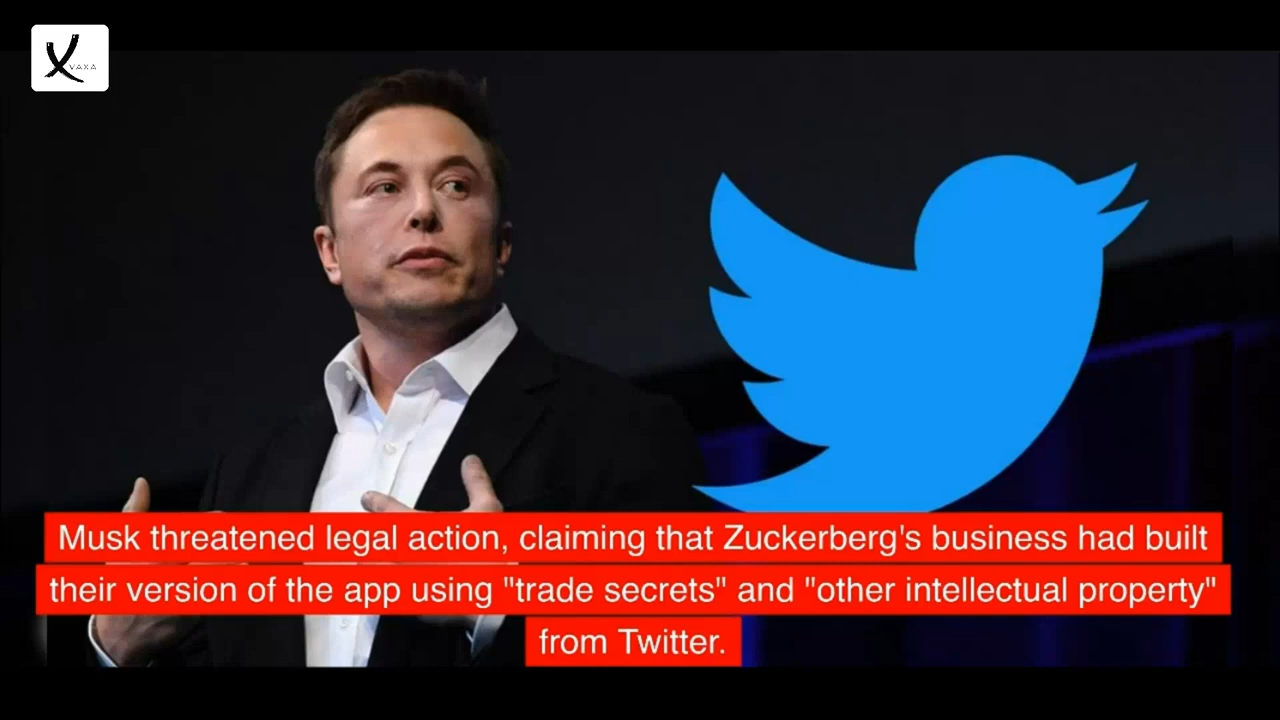 VAXA
Musk threatened legal action, claiming that Zuckerberg's business had built
their version of the app using "trade secrets" and "other intellectual property"
from Twitter.